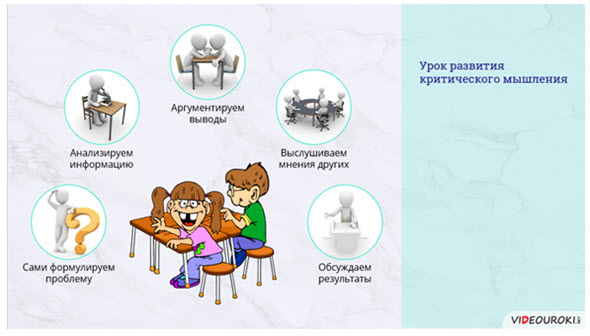 Урок развития
критического мышления
Аргументируем
выводы
Анализируем
информацию
Выслушиваем
мнения других
Сами формулируем
проблему
Обсуждаем
результаты
VIDEOUROKI